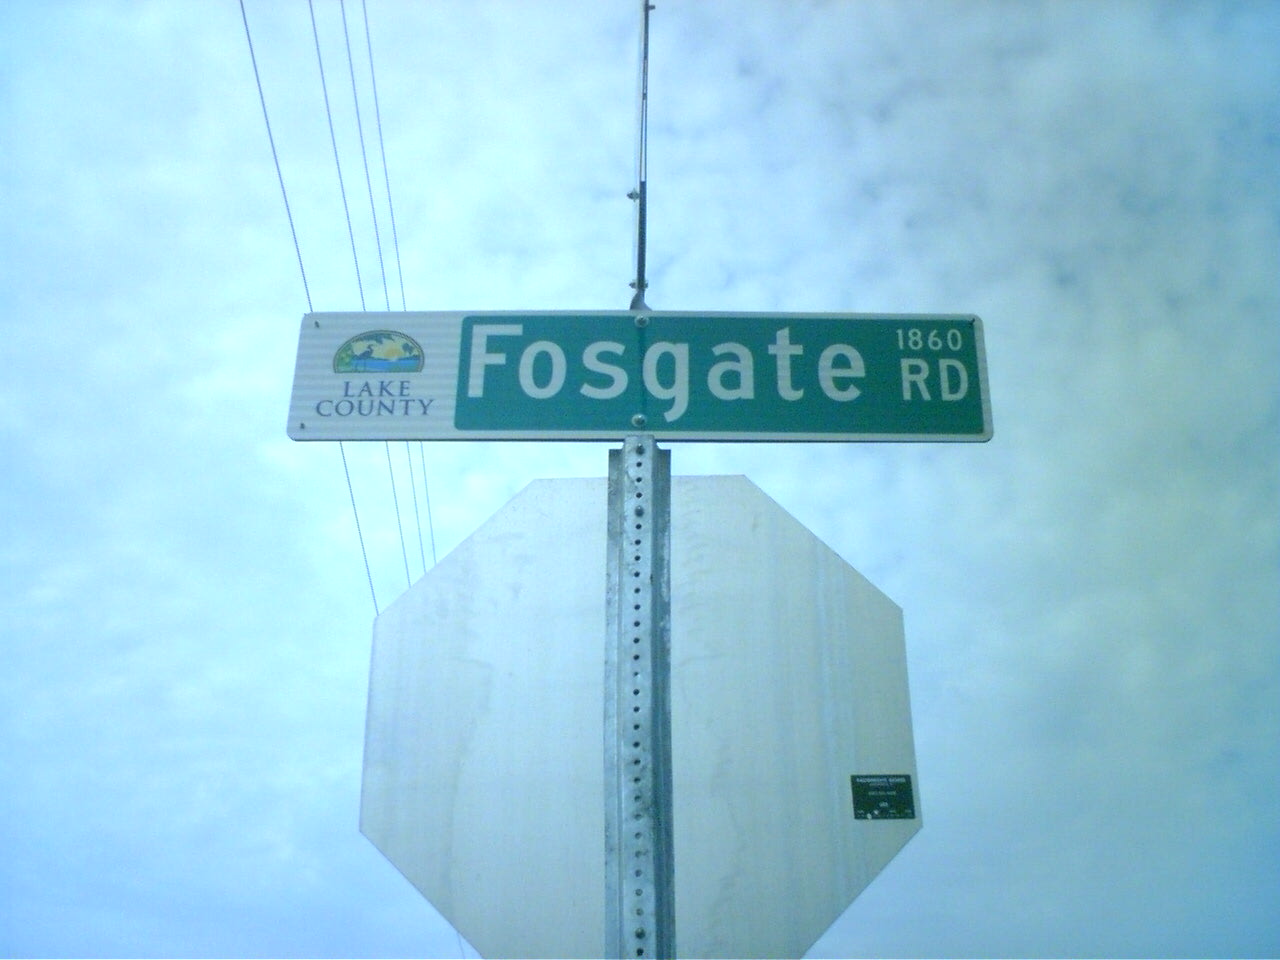 LAKE
COUNTY
Fosgate
1860
RD